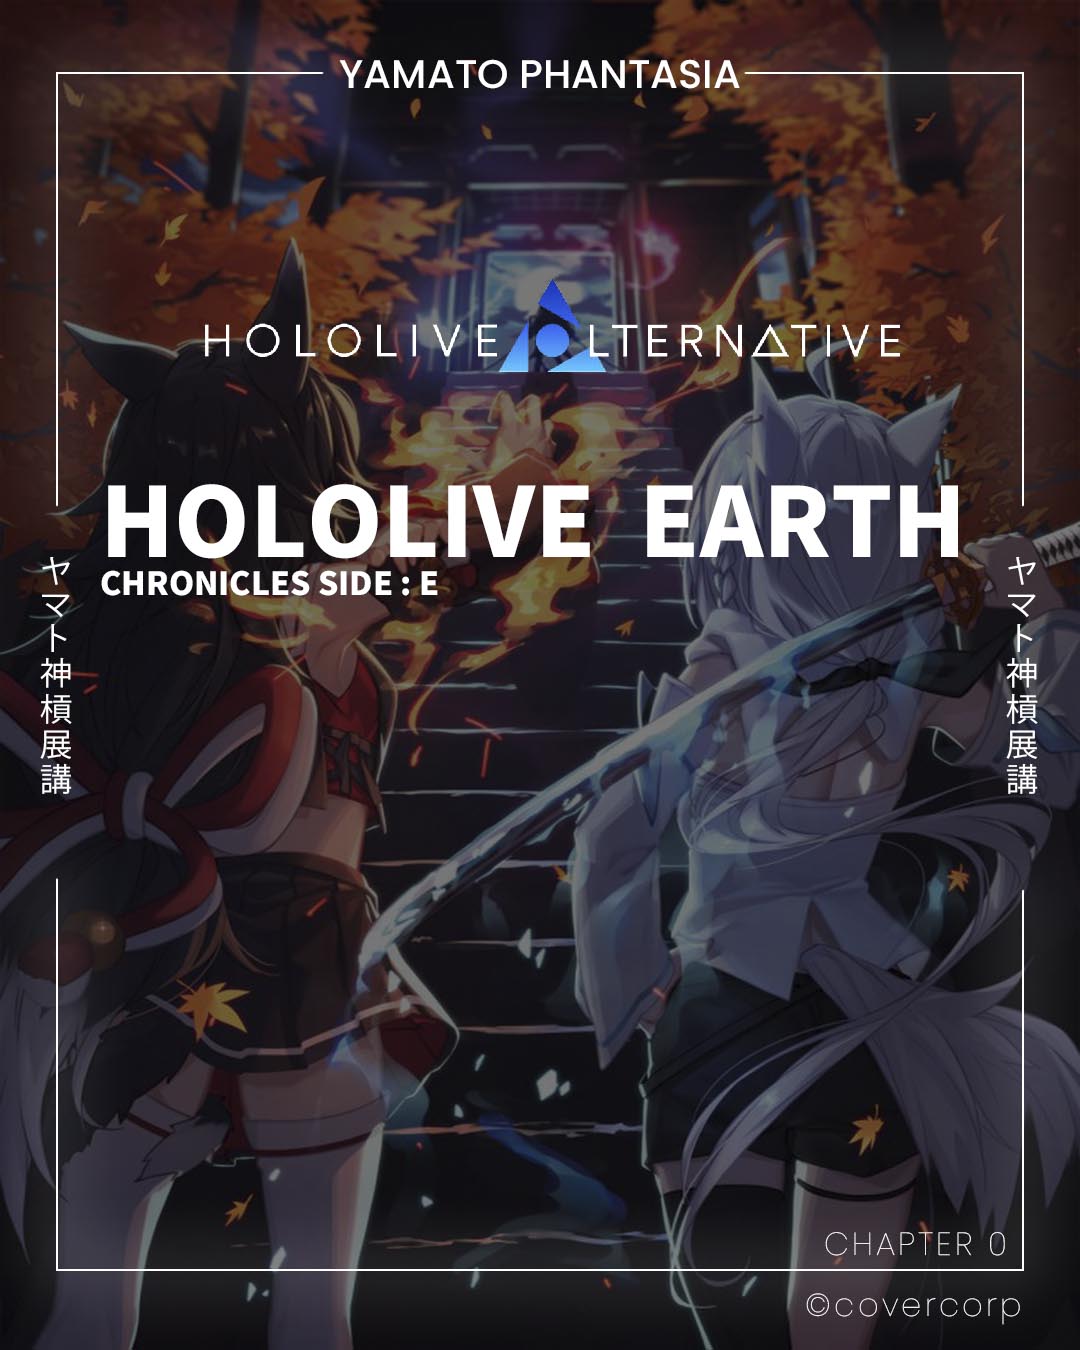 YAMATO PHANTASIA
HOLOLIVE ALTERNATIVE
HOLOLIVE EARTH
CHRONICLES SIDE : E
ヤマト神槓展講
ヤマト神槓展講
CHAPTER 0
©covercorp